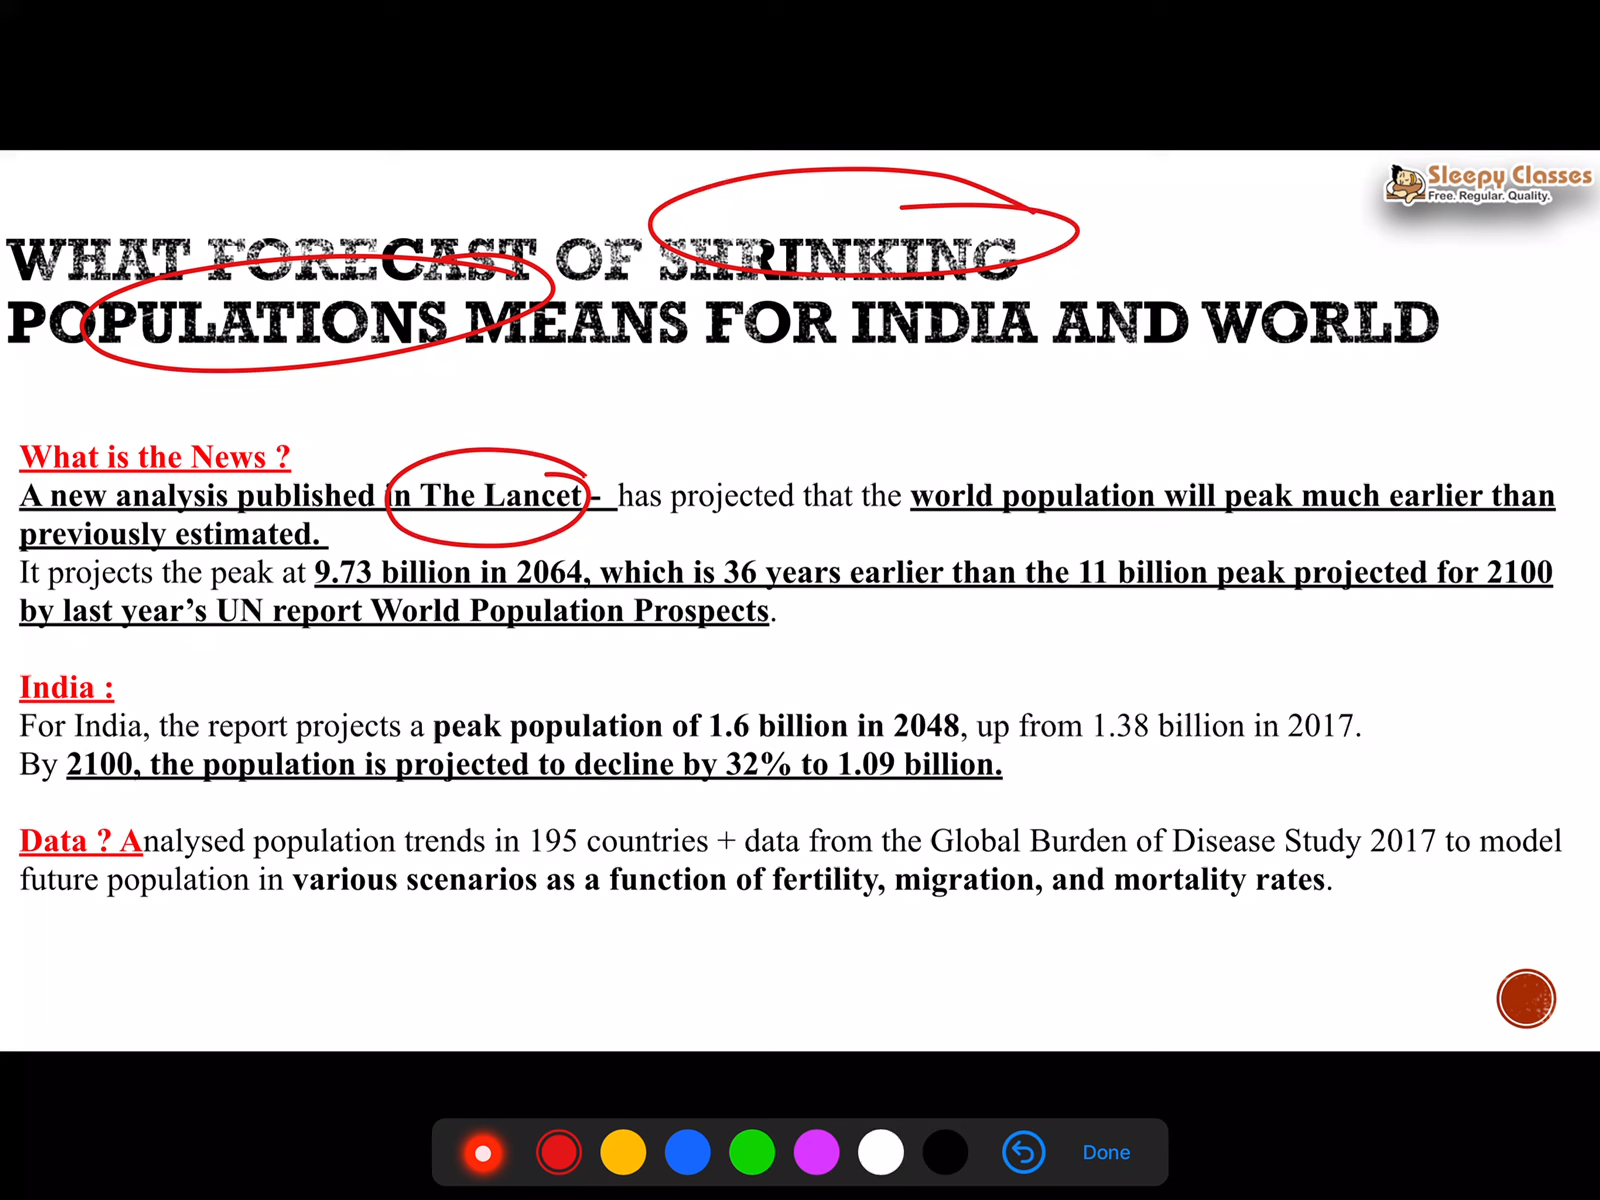 Sleepy Classes
Free. Regular. Quality.
WHAT FORECAST OF SHRINKING
POPULATIONS MEANS FOR INDIA AND WORLD
What is the News ?
A new analysis published in The Lancet - has projected that the world population will peak much earlier than
previously estimated.
It projects the peak at 9.73 billion in 2064, which is 36 years earlier than the 11 billion peak projected for 2100
by last year’s UN report World Population Prospects.
India :
For India, the report projects a peak population of 1.6 billion in 2048, up from 1.38 billion in 2017.
By 2100, the population is projected to decline by 32% to 1.09 billion.
Data ? Analysed population trends in 195 countries + data from the Global Burden of Disease Study 2017 to model
future population in various scenarios as a function of fertility, migration, and mortality rates.
Done